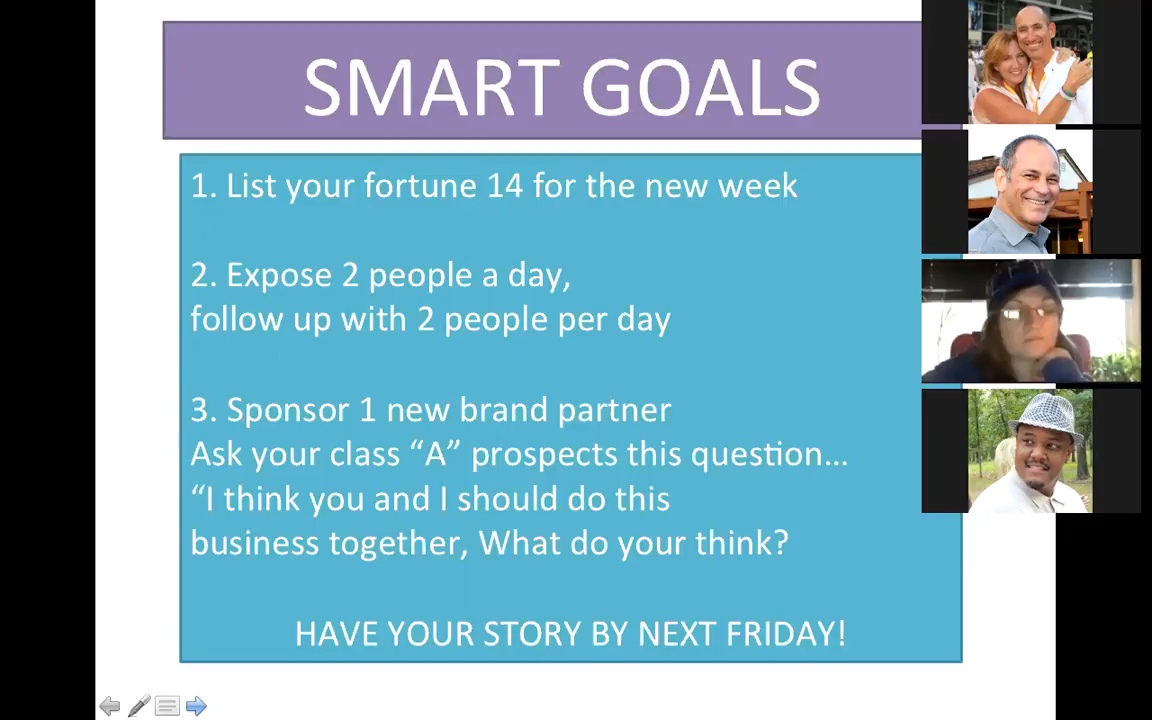 SMART GOALS
1. List your fortune 14 for the new week
2. Expose 2 people a day,
follow up with 2 people per day
3. Sponsor 1 new brand partner
Ask your class “A” prospects this question...
“I think you and I should do this
business together, What do your think?
HAVE YOUR STORY BY NEXT FRIDAY!